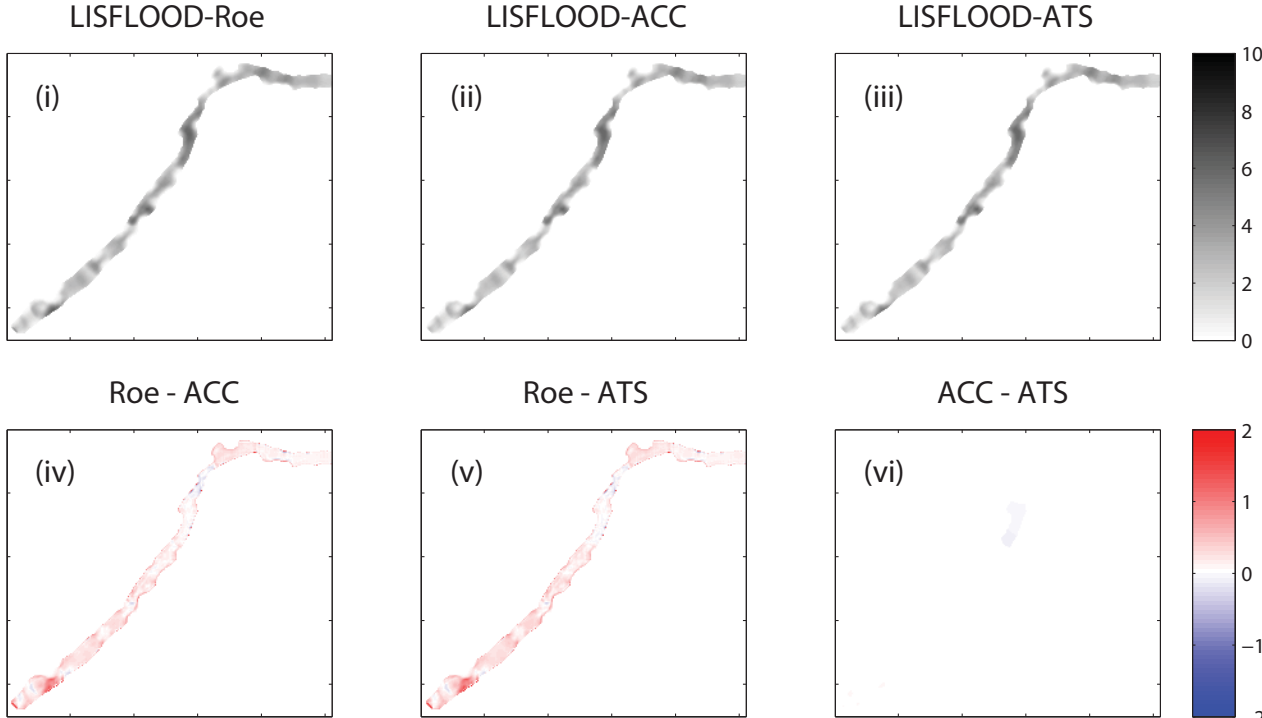 LISFLOOD-Roe
LISFLOOD-ACC
LISFLOOD-ATS
(i)
(ii)
(iii)
10
8
6
4
2
0
Roe - ACC
Roe - ATS
ACC - ATS
(iv)
(v)
(vi)
2
1
0
−1